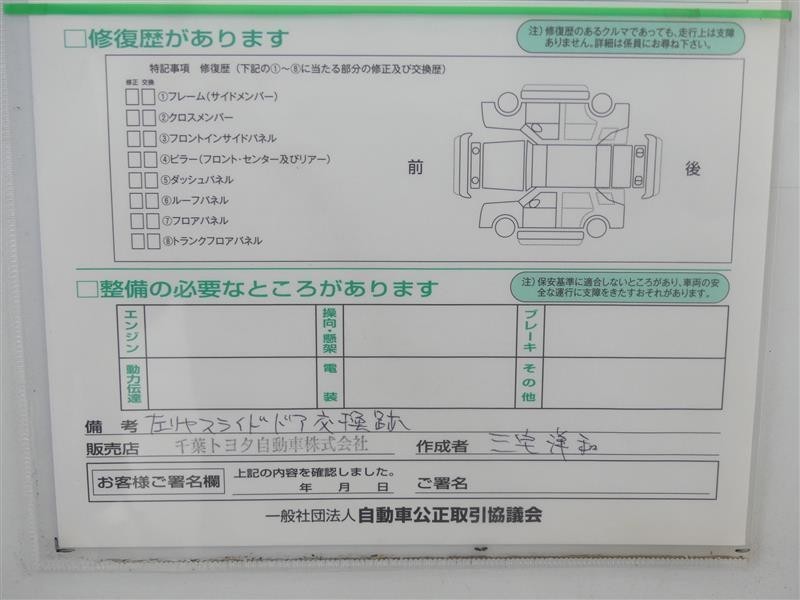 □修復歴があります
注)修復歴のあるクルマであっても、走行上は支障
ありません。詳細は係員にお尋ね下さい。
特記事項 修復歴(下記の①~⑧に当たる部分の修正及び交換歴)
修正 交換
①フレーム(サイドメンバー)
②クロスメンバー
③フロントインサイドパネル
④ピラー(フロント・センター及びリアー)
⑤ダッシュパネル
⑥ルーフパネル
⑦フロアパネル
⑧トランクフロアパネル
前
後
□整備の必要なところがあります
注)保安基準に適合しないところがあり、車両の安
全な運行に支障をきたすおそれがあります。
エンジン
操向・懸架
ブレーキ
動力伝達
電装
その他
備考 左リヤスライドドア交換跡
販売店 千葉トヨタ自動車株式会社 作成者 三宅洋和
お客様ご署名欄
上記の内容を確認しました。
年 月 日 ご署名
一般社団法人 自動車公正取引協議会